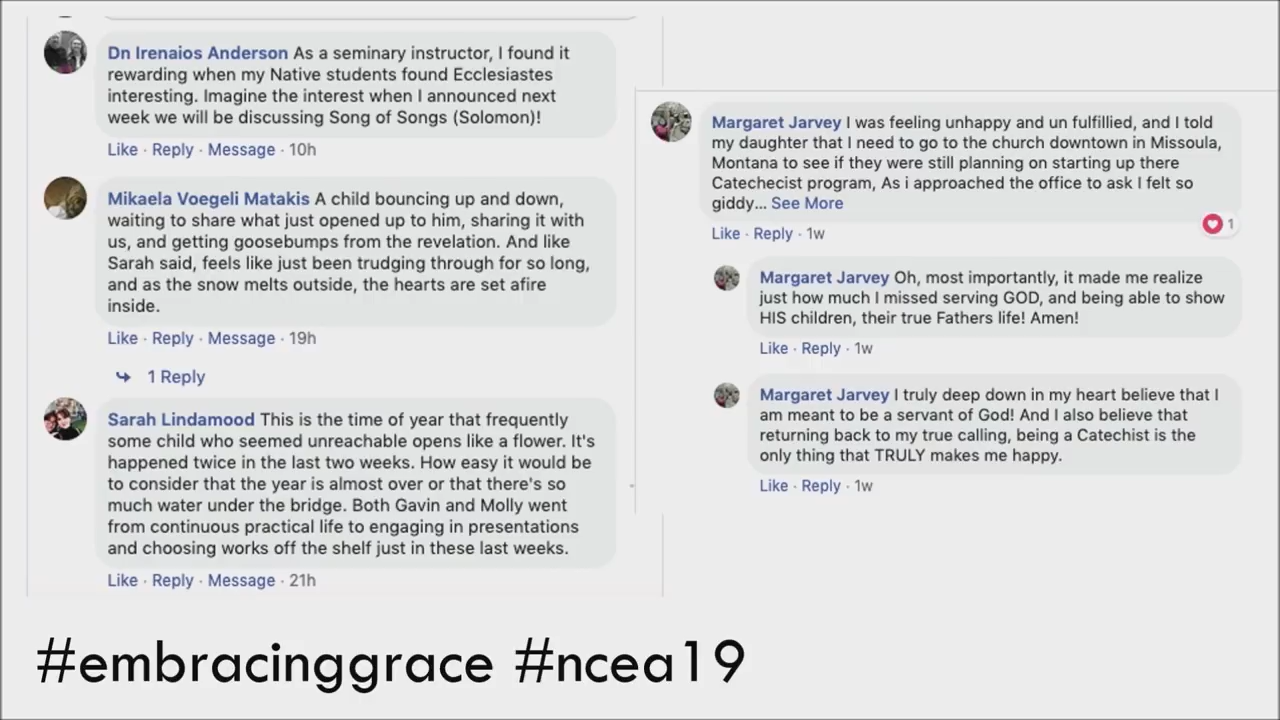 Dn Irenaios Anderson As a seminary instructor, I found it
rewarding when my Native students found Ecclesiastes
interesting. Imagine the interest when I announced next
week we will be discussing Song of Songs (Solomon)!
Like · Reply · Message · 10h
Mikaela Voegeli Matakis A child bouncing up and down,
waiting to share what just opened up to him, sharing it with
us, and getting goosebumps from the revelation. And like
Sarah said, feels like just been trudging through for so long,
and as the snow melts outside, the hearts are set afire
inside.
Like · Reply · Message · 19h
1 Reply
Sarah Lindamood This is the time of year that frequently
some child who seemed unreachable opens like a flower. It's
happened twice in the last two weeks. How easy it would be
to consider that the year is almost over or that there's so
much water under the bridge. Both Gavin and Molly went
from continuous practical life to engaging in presentations
and choosing works off the shelf just in these last weeks.
Like · Reply · Message · 21h
Margaret Jarvey I was feeling unhappy and un fulfillied, and I told
my daughter that I need to go to the church downtown in Missoula,
Montana to see if they were still planning on starting up there
Catechecist program, As i approached the office to ask I felt so
giddy... See More
1
Like · Reply · 1w
Margaret Jarvey Oh, most importantly, it made me realize
just how much I missed serving GOD, and being able to show
HIS children, their true Fathers life! Amen!
Like · Reply · 1w
Margaret Jarvey I truly deep down in my heart believe that I
am meant to be a servant of God! And I also believe that
returning back to my true calling, being a Catechist is the
only thing that TRULY makes me happy.
Like · Reply · 1w
#embracinggrace #ncea19